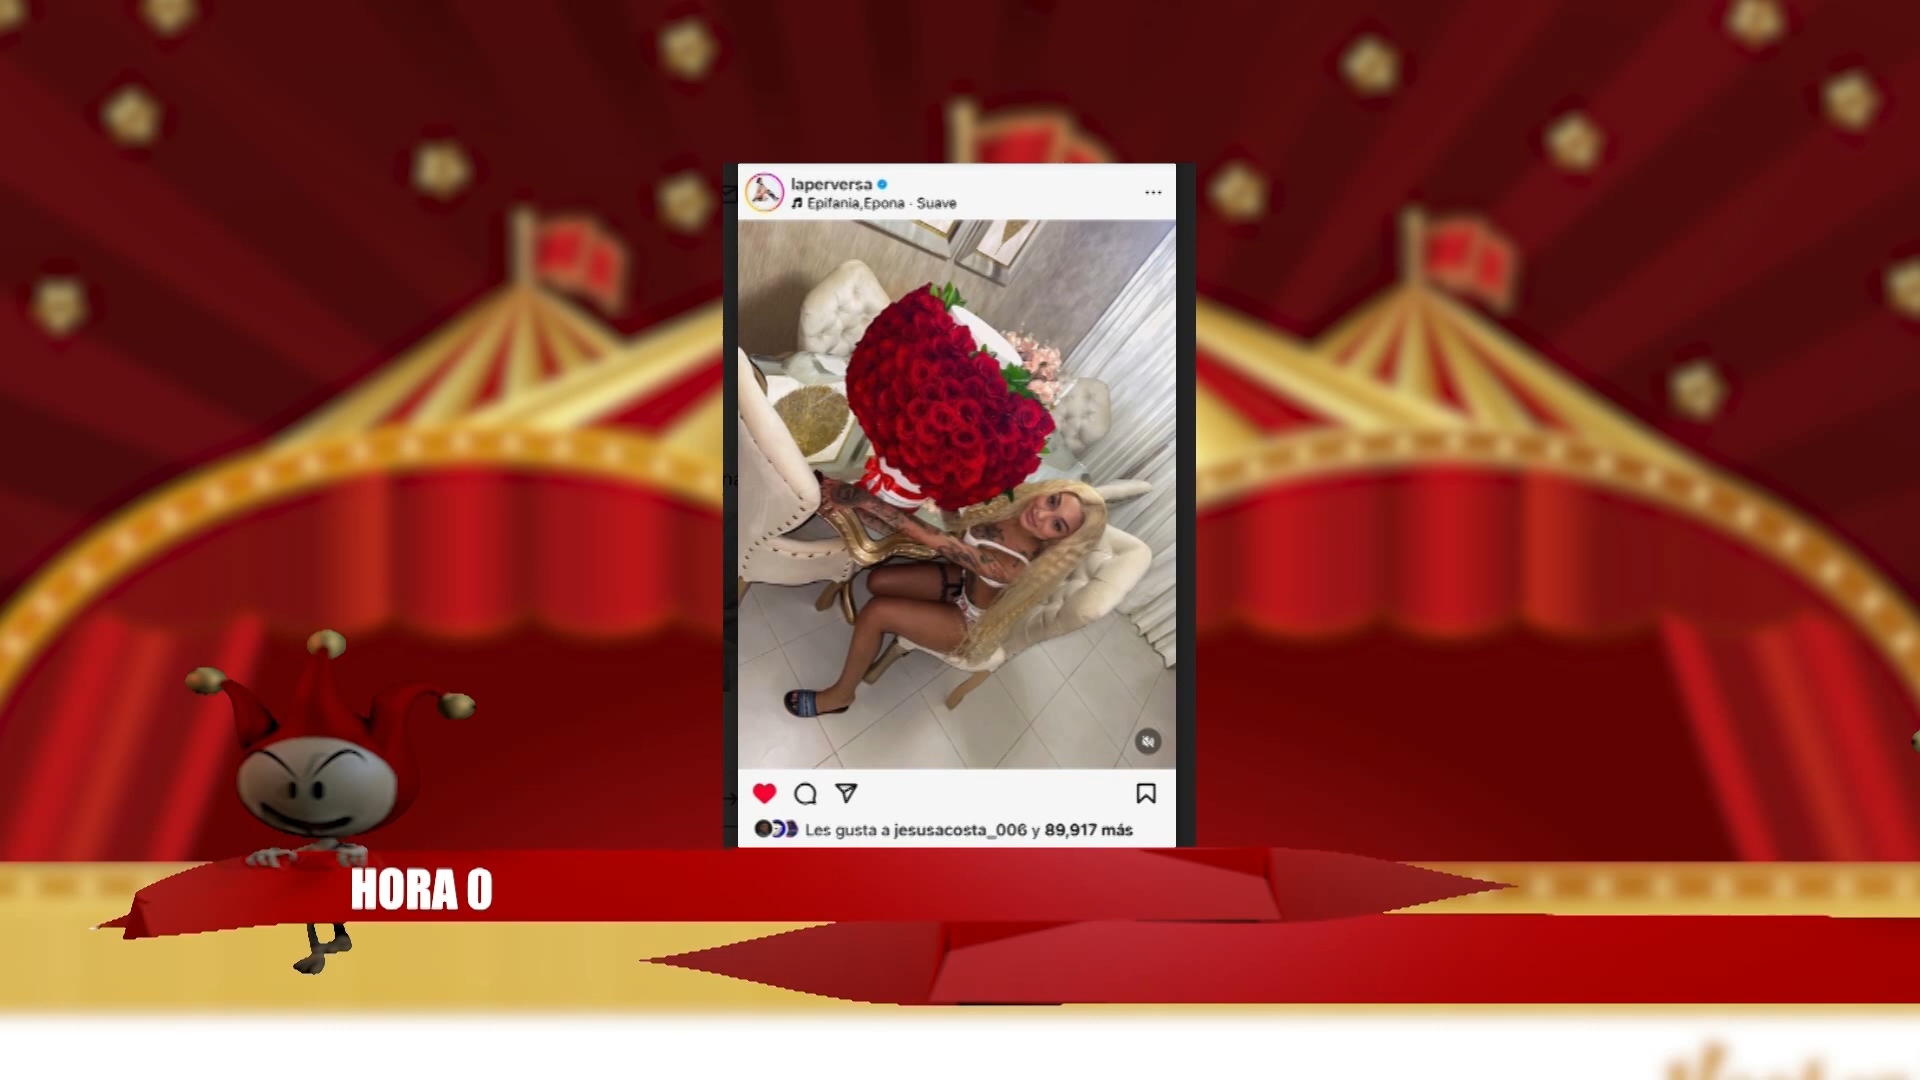 laperversa
Epifania,Epona · Suave
Les gusta a jesusacosta_006 y 89,917 más
HORA 0